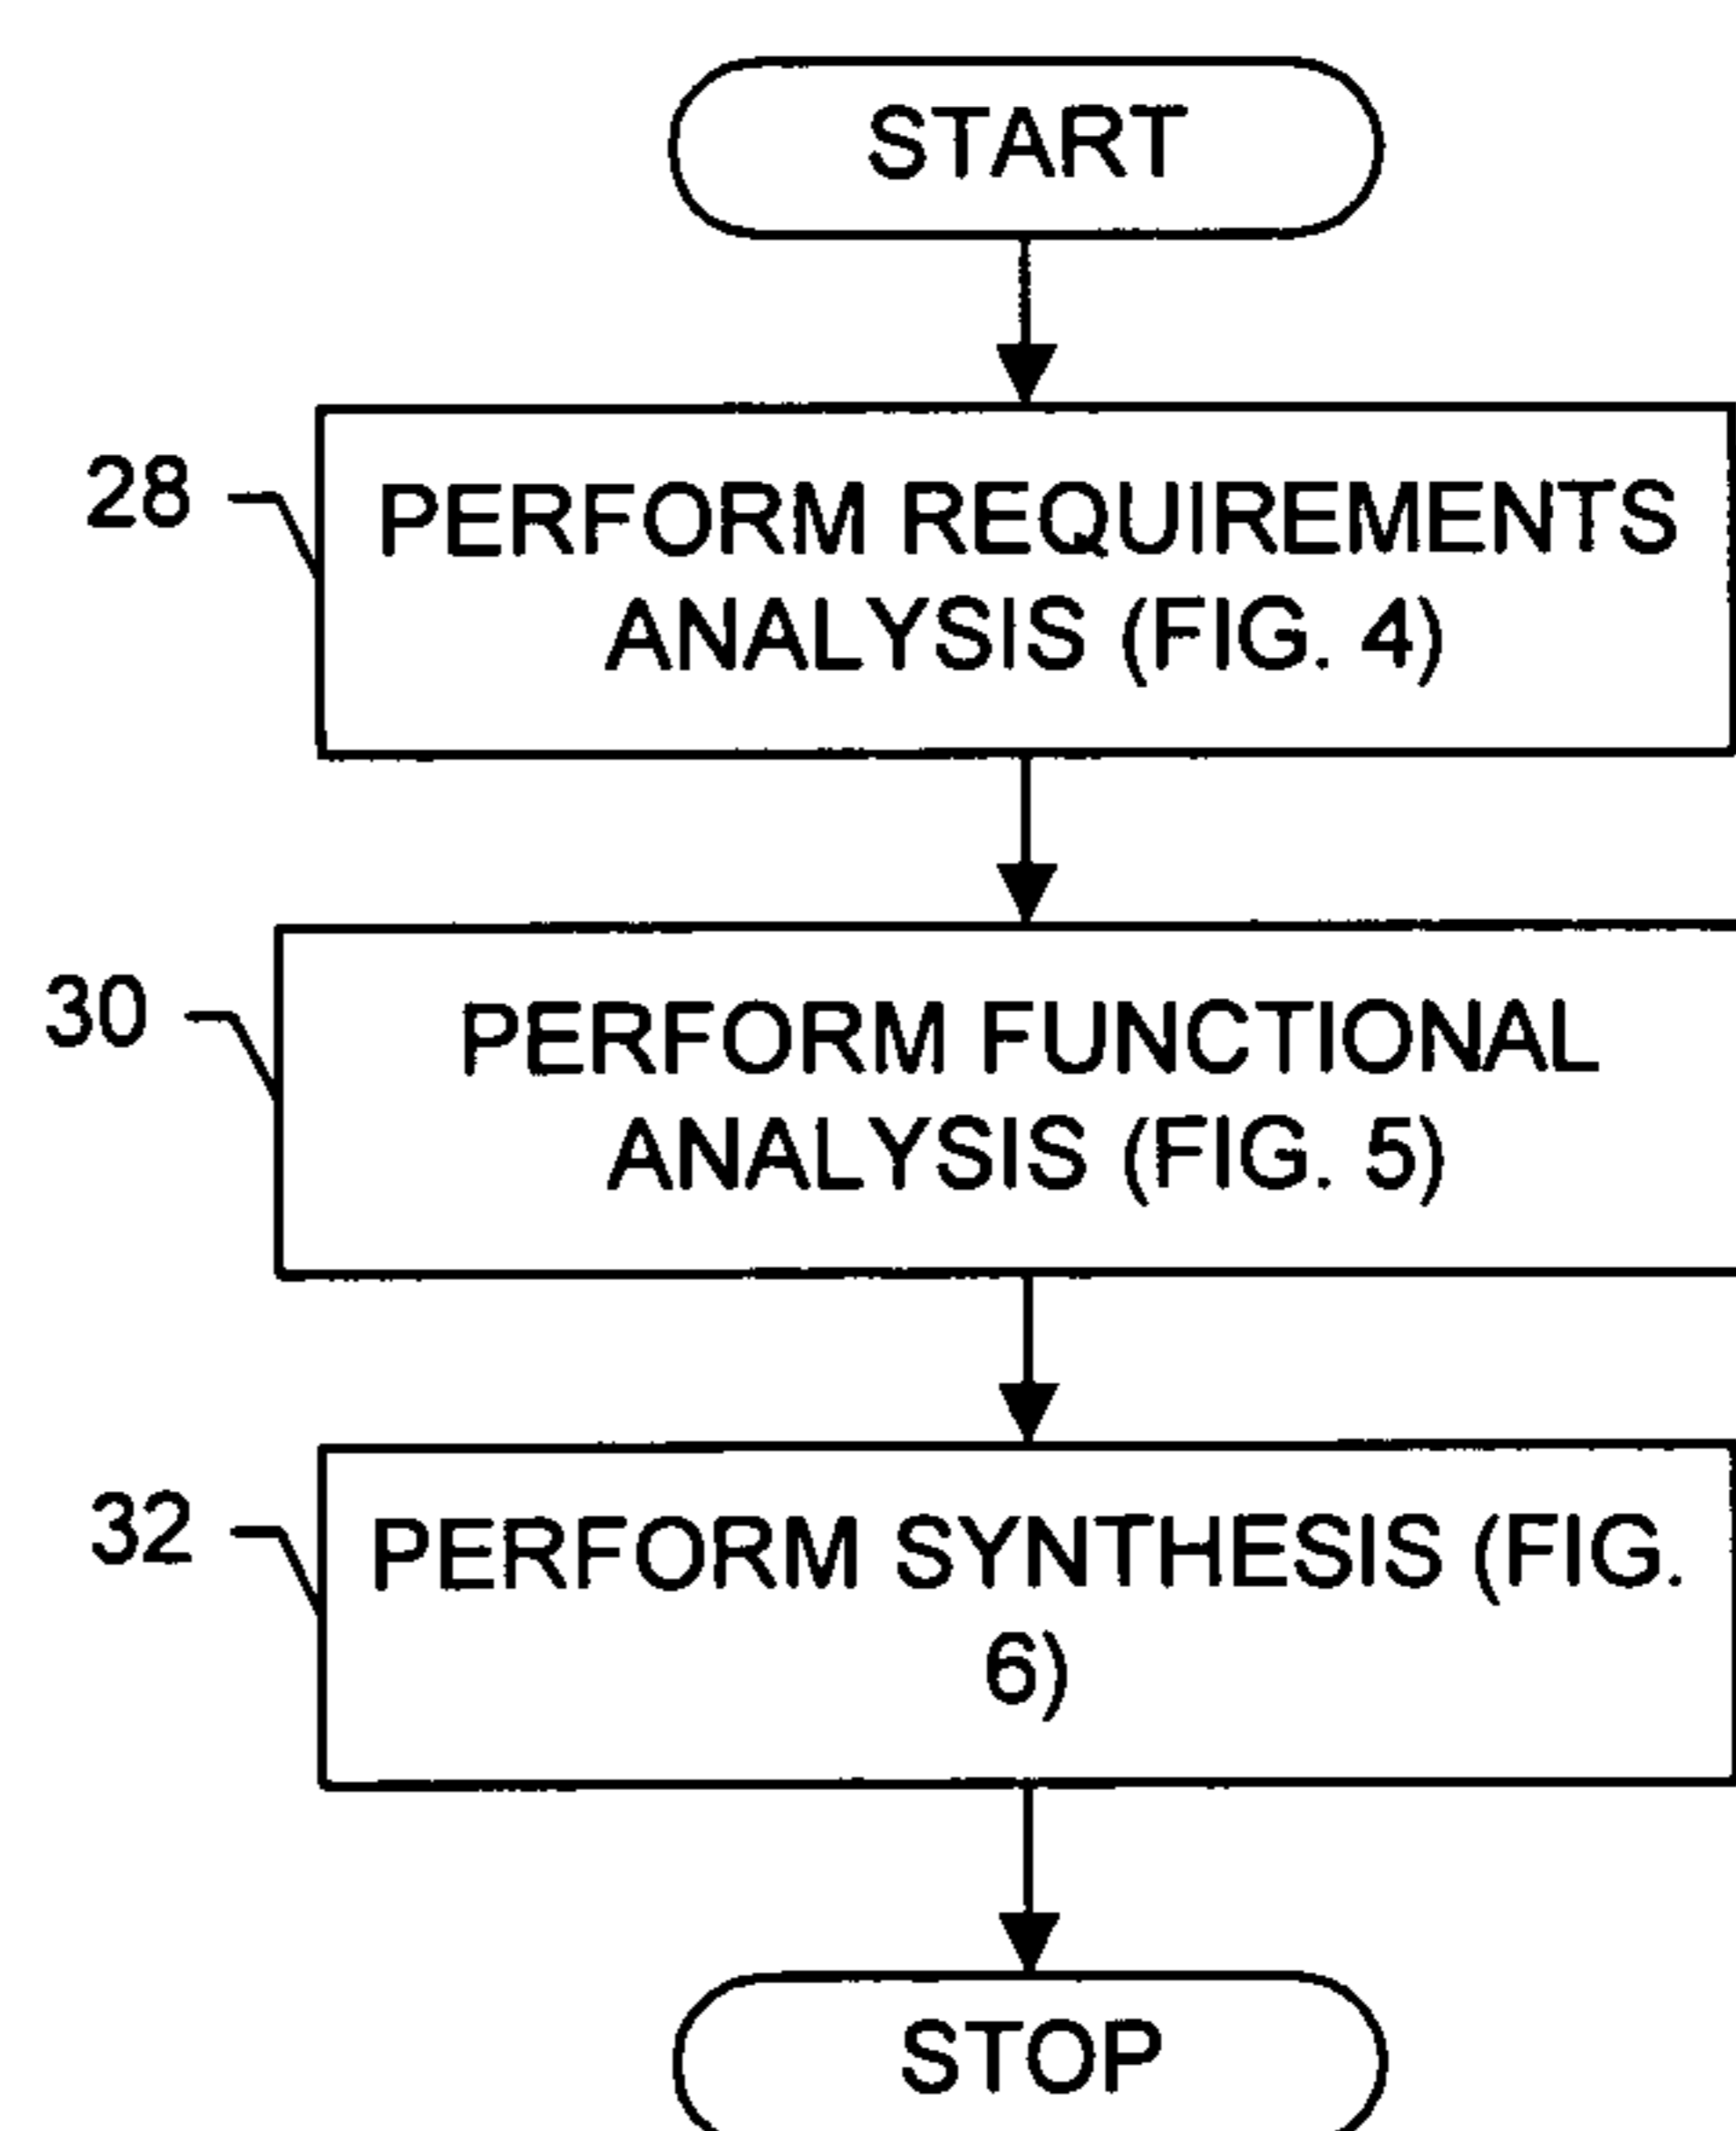 START
28
PERFORM REQUIREMENTS
ANALYSIS (FIG. 4)
30
PERFORM FUNCTIONAL
ANALYSIS (FIG. 5)
32
PERFORM SYNTHESIS (FIG.
6)
STOP